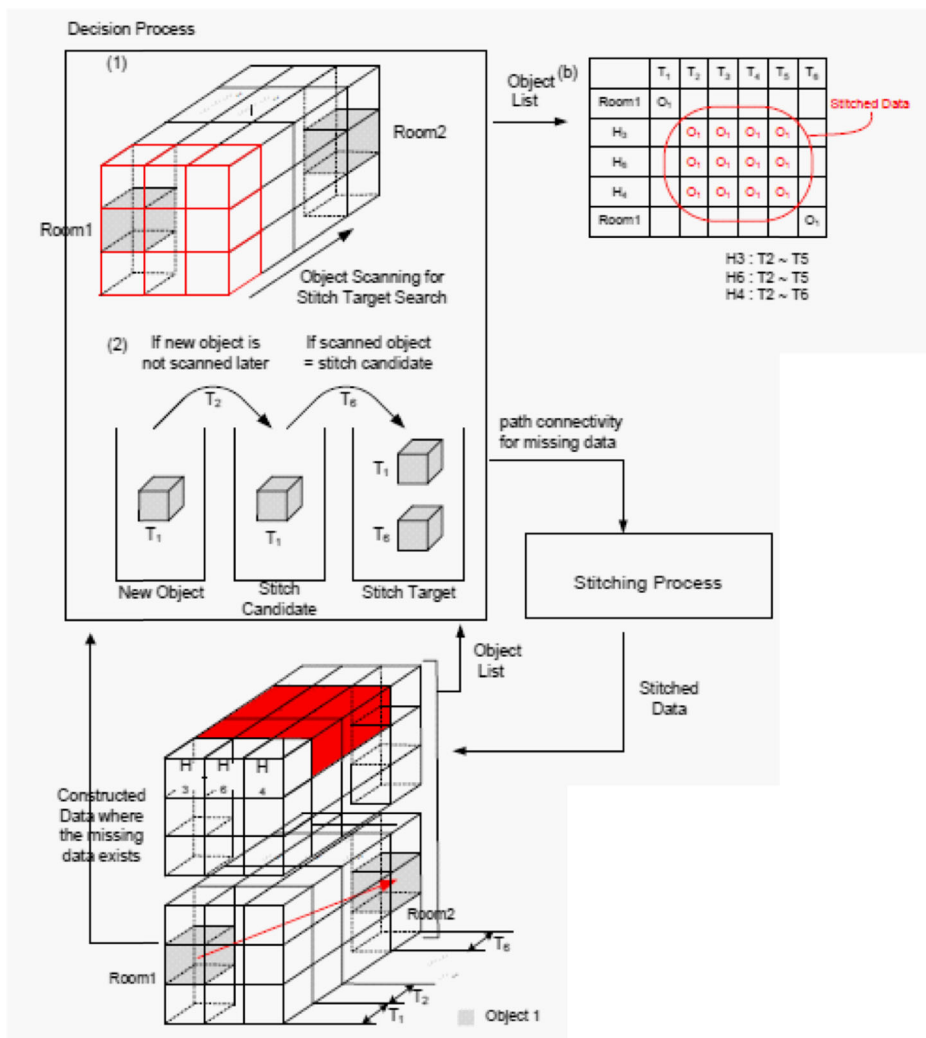 Decision Process
(1)
Room2
Room1
Object Scanning for
Stitch Target Search
(2)
If new object is
not scanned later
If scanned object
= stitch candidate
T2
T6
T1
T1
T1
T6
New Object
Stitch
Candidate
Stitch Target
Object
List
(b)
T1 T2 T3 T4 T5 T6
Room1 O1
H3 O1 O1 O1 O1
H6 O1 O1 O1 O1
H4 O1 O1 O1 O1
Room1 O1
Stitched Data
H3 : T2 ~ T5
H6 : T2 ~ T5
H4 : T2 ~ T6
path connectivity
for missing data
Stitching Process
Stitched
Data
Object
List
H H H
3 6 4
Constructed
Data where
the missing
data exists
Room2
Room1
T6
T2
T1
Object 1